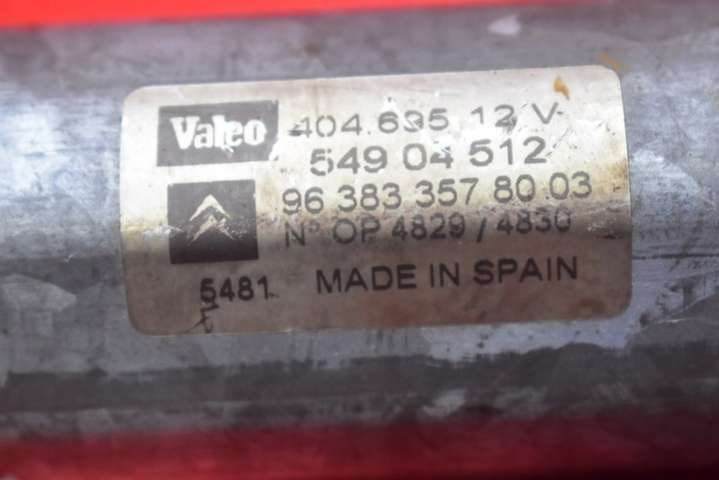 Valeo 404.695.12 V-
549 04 512
96 383 357 80 03
N° OP 4829 / 4830
5481 MADE IN SPAIN